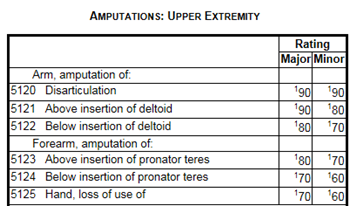 AMPUTATIONS: UPPER EXTREMITY
Rating
Major Minor
Arm, amputation of:
5120 Disarticulation ¹90 ¹90
5121 Above insertion of deltoid ¹90 ¹80
5122 Below insertion of deltoid ¹80 ¹70
Forearm, amputation of:
5123 Above insertion of pronator teres ¹80 ¹70
5124 Below insertion of pronator teres ¹70 ¹60
5125 Hand, loss of use of ¹70 ¹60